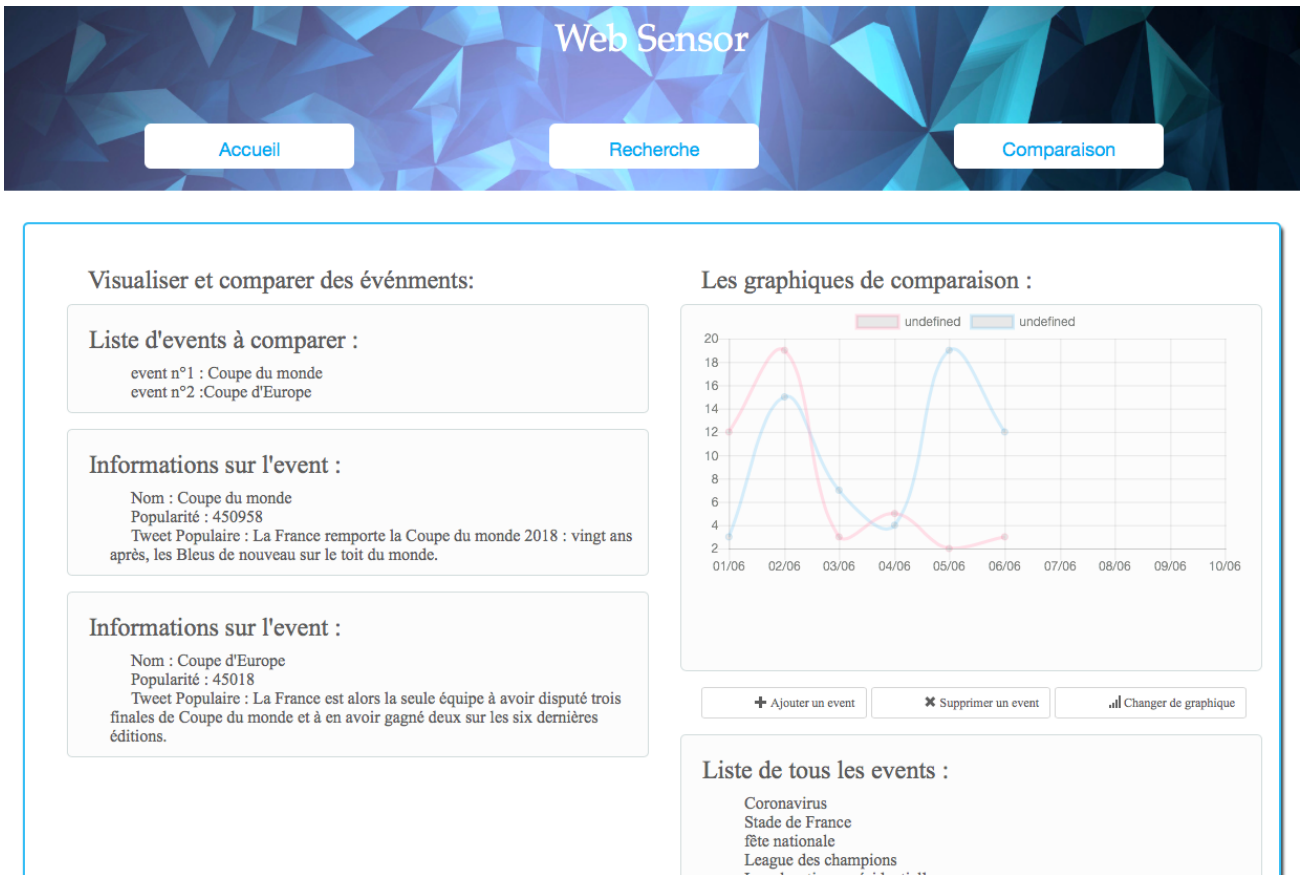 Web Sensor
Accueil
Recherche
Comparaison
Visualiser et comparer des événments:
Liste d'events à comparer :
event n°1 : Coupe du monde
event n°2 :Coupe d'Europe
Informations sur l'event :
Nom : Coupe du monde
Popularité : 450958
Tweet Populaire : La France remporte la Coupe du monde 2018 : vingt ans
après, les Bleus de nouveau sur le toit du monde.
Informations sur l'event :
Nom : Coupe d'Europe
Popularité : 45018
Tweet Populaire : La France est alors la seule équipe à avoir disputé trois
finales de Coupe du monde et à en avoir gagné deux sur les six dernières
éditions.
Les graphiques de comparaison :
undefined undefined
20
18
16
14
12
10
8
6
4
2
01/06 02/06 03/06 04/06 05/06 06/06 07/06 08/06 09/06 10/06
Ajouter un event
Supprimer un event
Changer de graphique
Liste de tous les events :
Coronavirus
Stade de France
fête nationale
League des champions